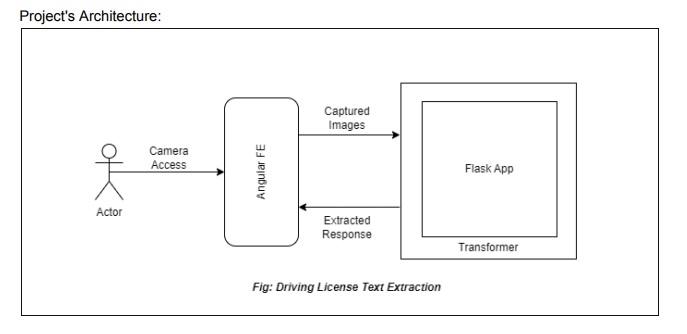 Project's Architecture:
Captured
Images
Camera
Access
Angular FE
Flask App
Actor
Extracted
Response
Transformer
Fig: Driving License Text Extraction